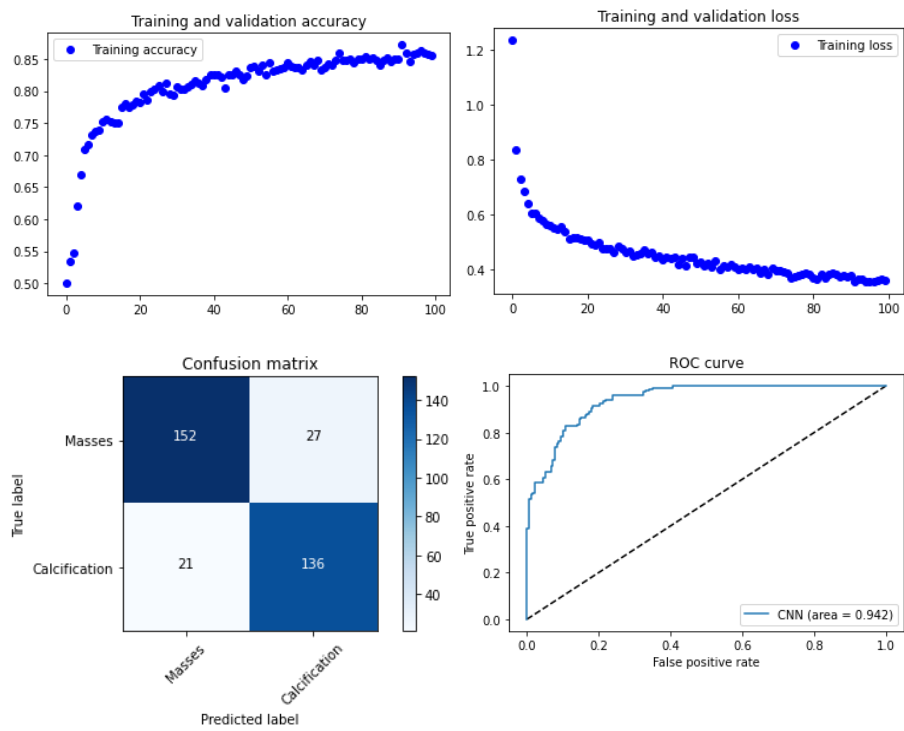 Training and validation accuracy
Training accuracy
0.85
0.80
0.75
0.70
0.65
0.60
0.55
0.50
0 20 40 60 80 100
Training and validation loss
Training loss
1.2
1.0
0.8
0.6
0.4
0 20 40 60 80 100
Confusion matrix
True label
Masses
152 27
Calcification
21 136
Masses Calcification
Predicted label
140
120
100
80
60
40
ROC curve
True positive rate
1.0
0.8
0.6
0.4
0.2
0.0
CNN (area = 0.942)
0.0 0.2 0.4 0.6 0.8 1.0
False positive rate